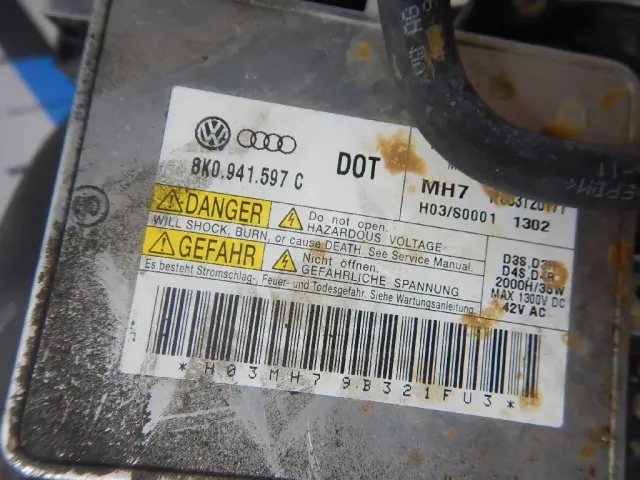 8K0.941.597 C
DOT
MH7
H03/S0001 1302
DANGER
Do not open.
HAZARDOUS VOLTAGE
WILL SHOCK, BURN, or cause DEATH. See Service Manual.
GEFAHR
Nicht öffnen.
GEFÄHRLICHE SPANNUNG
Es besteht Stromschlag-, Feuer- und Todesgefahr. Siehe Wartungsanleitung.
D3S,
D4S,
2000H/35W
MAX 1300V DC
42V AC
*H03MH79B321FU3*